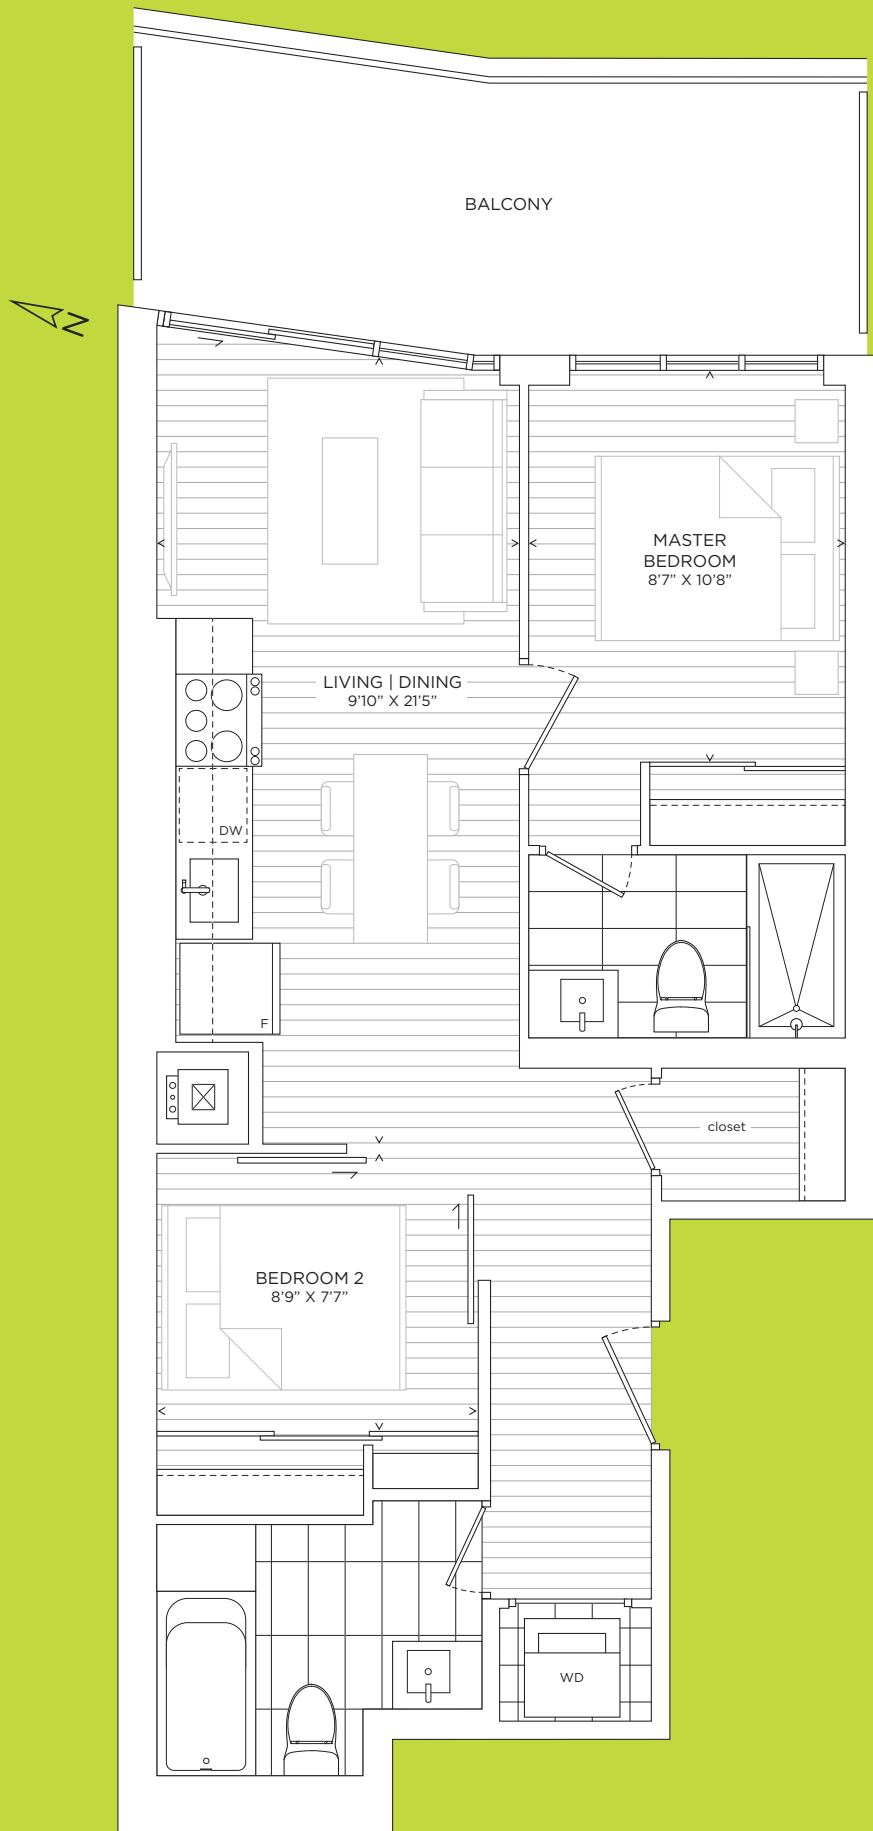 BALCONY
N
MASTER
BEDROOM
8'7" X 10'8"
LIVING | DINING
9'10" X 21'5"
DW
F
closet
BEDROOM 2
8'9" X 7'7"
WD